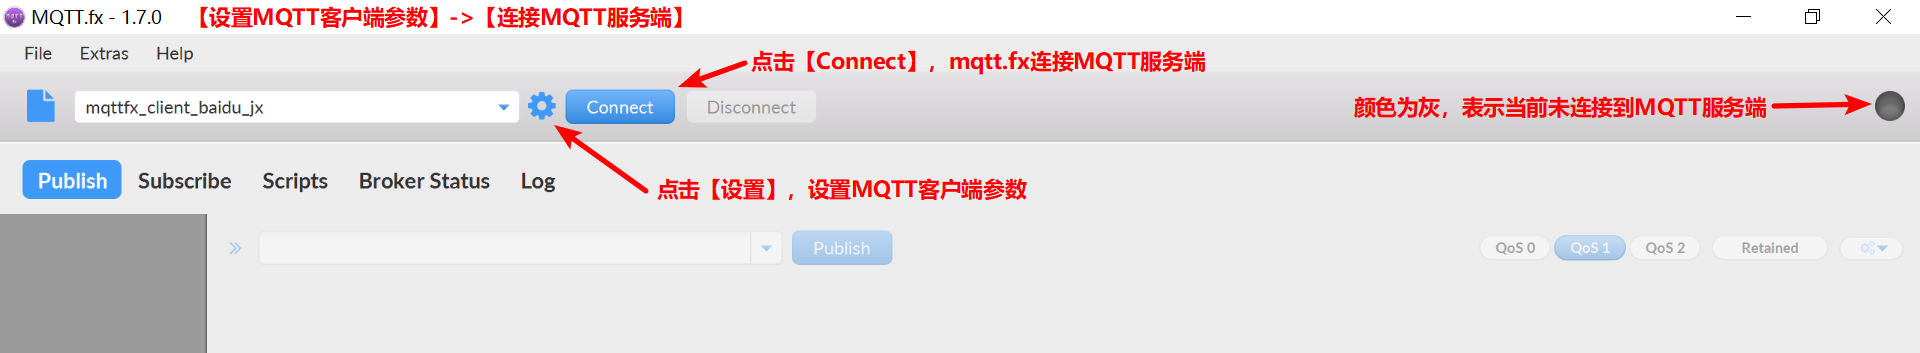 MQTT.fx - 1.7.0 【设置MQTT客户端参数】->【连接MQTT服务端】
File Extras Help
点击【Connect】，mqtt.fx连接MQTT服务端
mqttfx_client_baidu_jx Connect Disconnect 颜色为灰，表示当前未连接到MQTT服务端
Publish Subscribe Scripts Broker Status Log
点击【设置】，设置MQTT客户端参数
Publish QoS 0 QoS 1 QoS 2 Retained